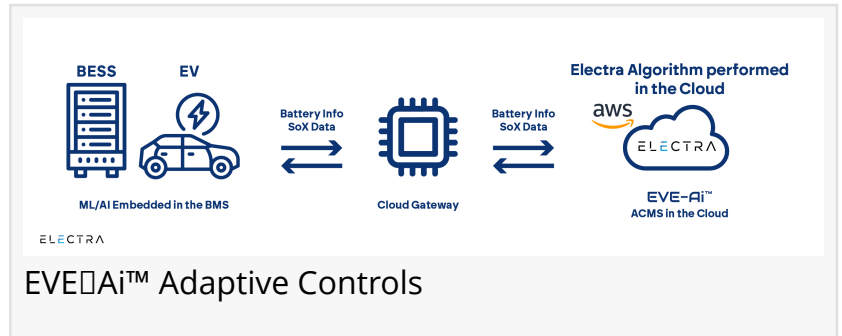 BESS
EV
Electra Algorithm performed
in the Cloud
aws
ELECTRA
Battery Info
SoX Data
Battery Info
SoX Data
ML/AI Embedded in the BMS
Cloud Gateway
EVE-Ai™
ACMS in the Cloud
ELECTRA
EVE▯Ai™ Adaptive Controls